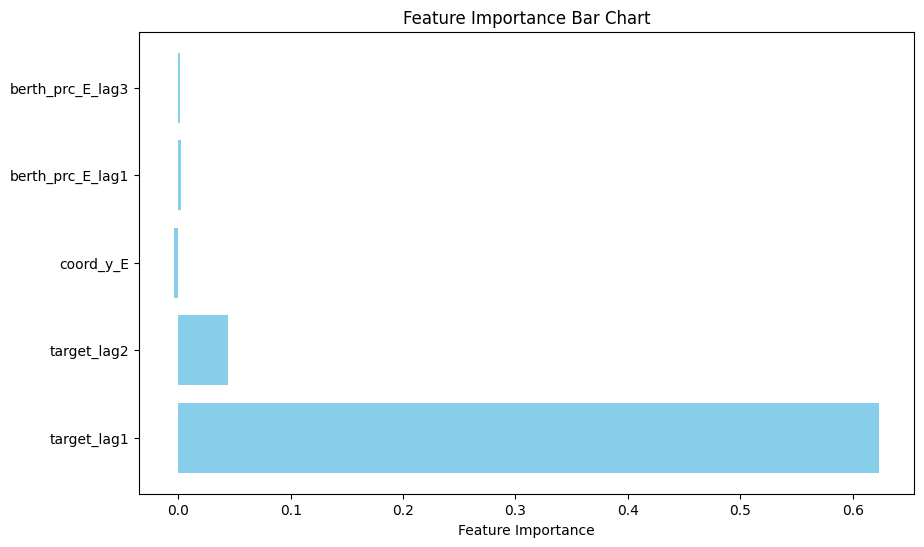 Feature Importance Bar Chart
berth_prc_E_lag3
berth_prc_E_lag1
coord_y_E
target_lag2
target_lag1
0.0 0.1 0.2 0.3 0.4 0.5 0.6
Feature Importance